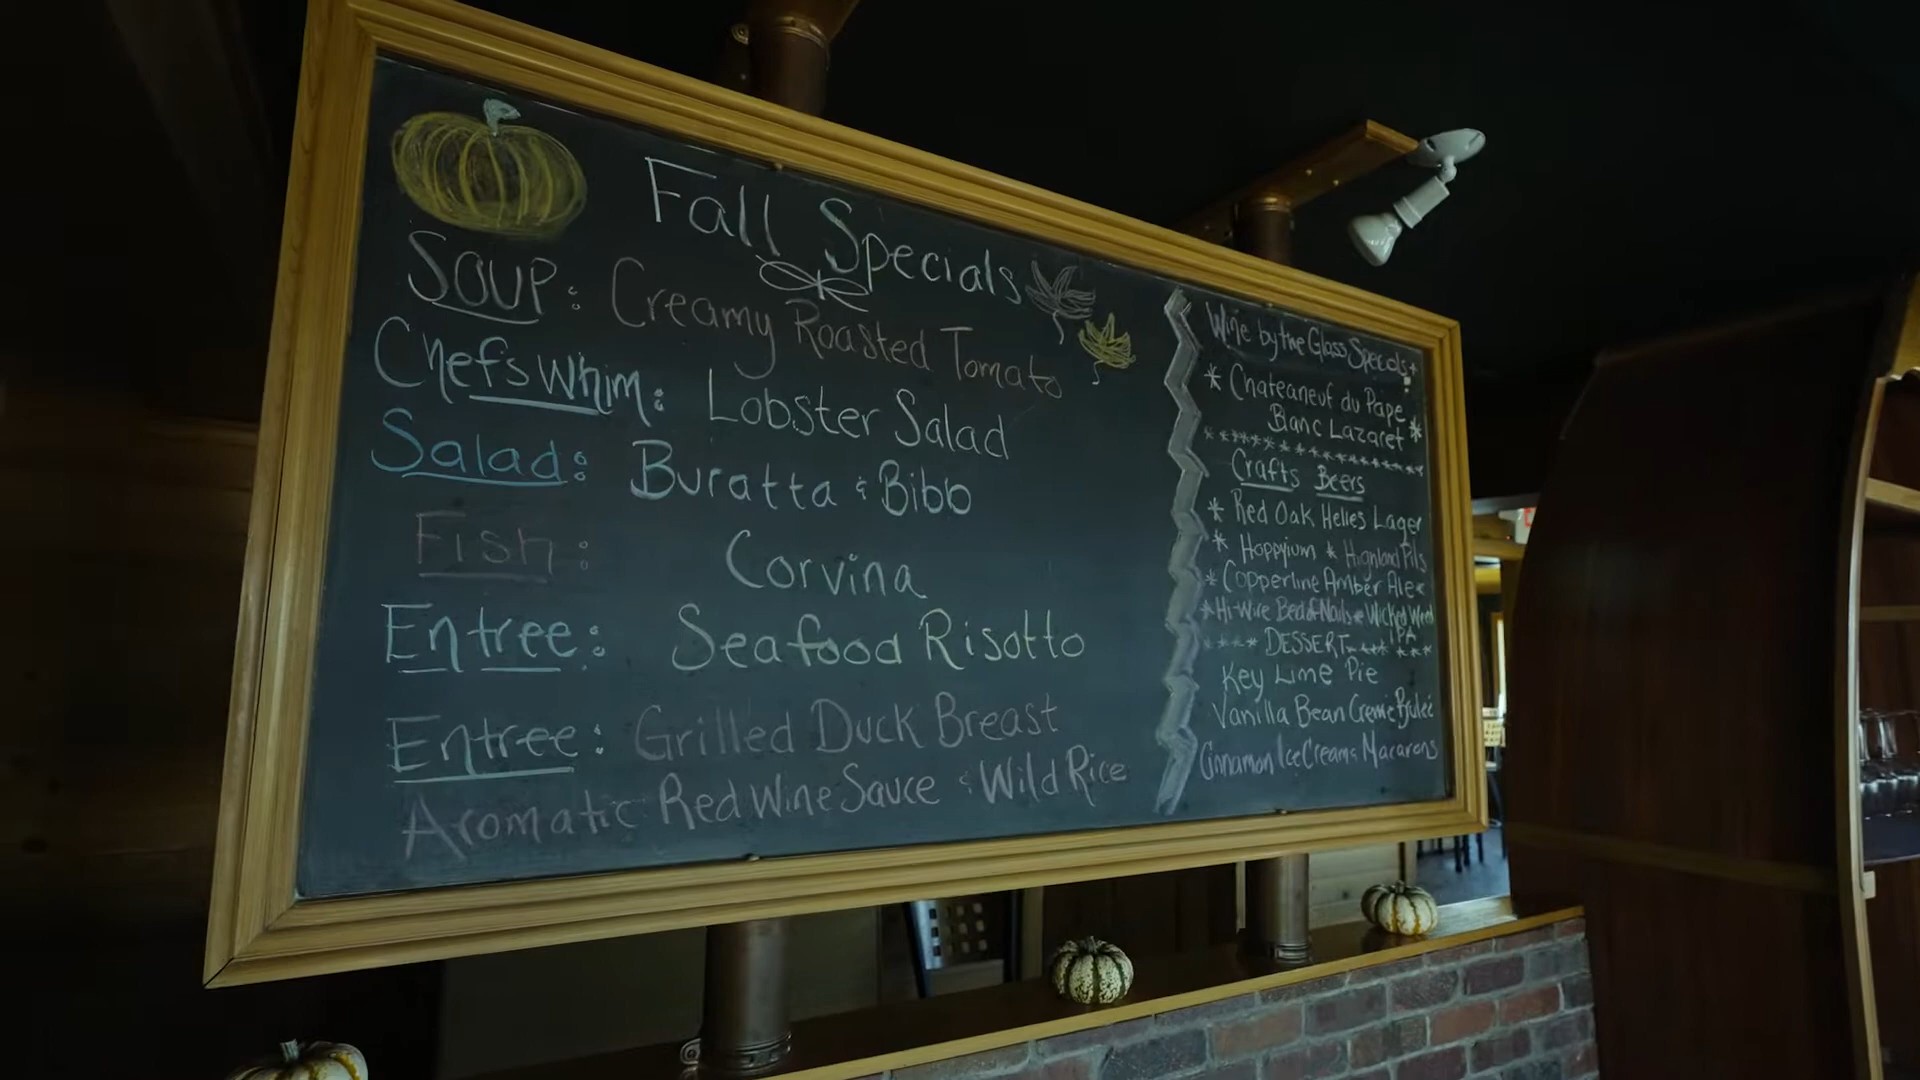 Fall Specials
Soup: Creamy Roasted Tomato
Chefs Whim: Lobster Salad
Salad: Buratta & Bibb
Fish: Corvina
Entree: Seafood Risotto
Entree: Grilled Duck Breast
Aromatic Red Wine Sauce & Wild Rice
Wine by the Glass Specials
* Chateaneuf du Pape
Banc Lazaret *
Crafts Beers
* Red Oak Helles Lager
* Hoppyium * Highland Pils
* Copperline Amber Ale *
* Hi-Wire Bed of Nails * Wicked Weed
IPA
**** DESSERT *** ***
Key Lime Pie
Vanilla Bean Creme Brulee
Cinnamon Ice Cream & Macarons